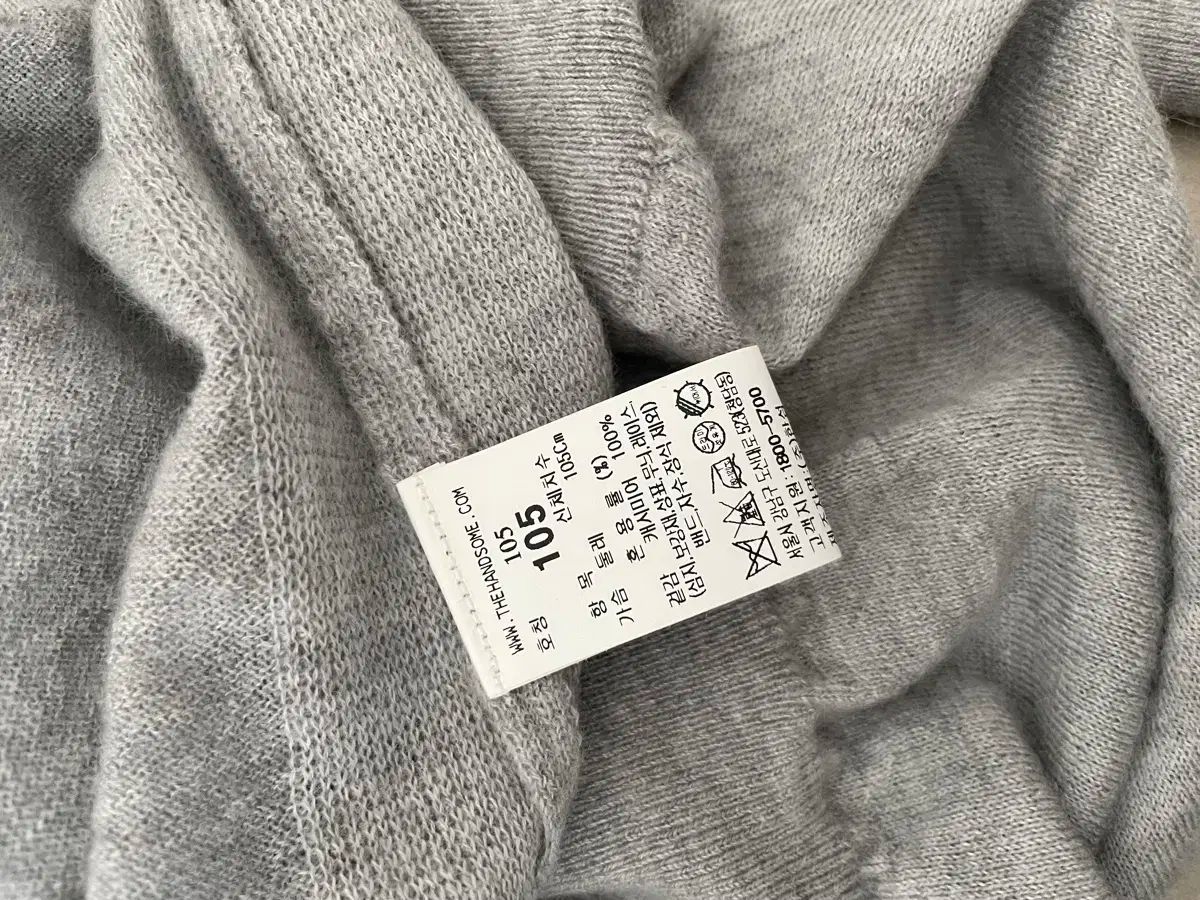 WWW.THEHANDSOME.COM
호칭 105
105
항 목 신체치수
가슴 둘레 105Cm
혼 용 률 (%)
겉감 캐시미어 100%
(심지,보강재,상표,무늬,레이스,
밴드,자수,장식 제외)
서울시 강남구 도산대로 523(청담동)
고객지원 : 1800-5700